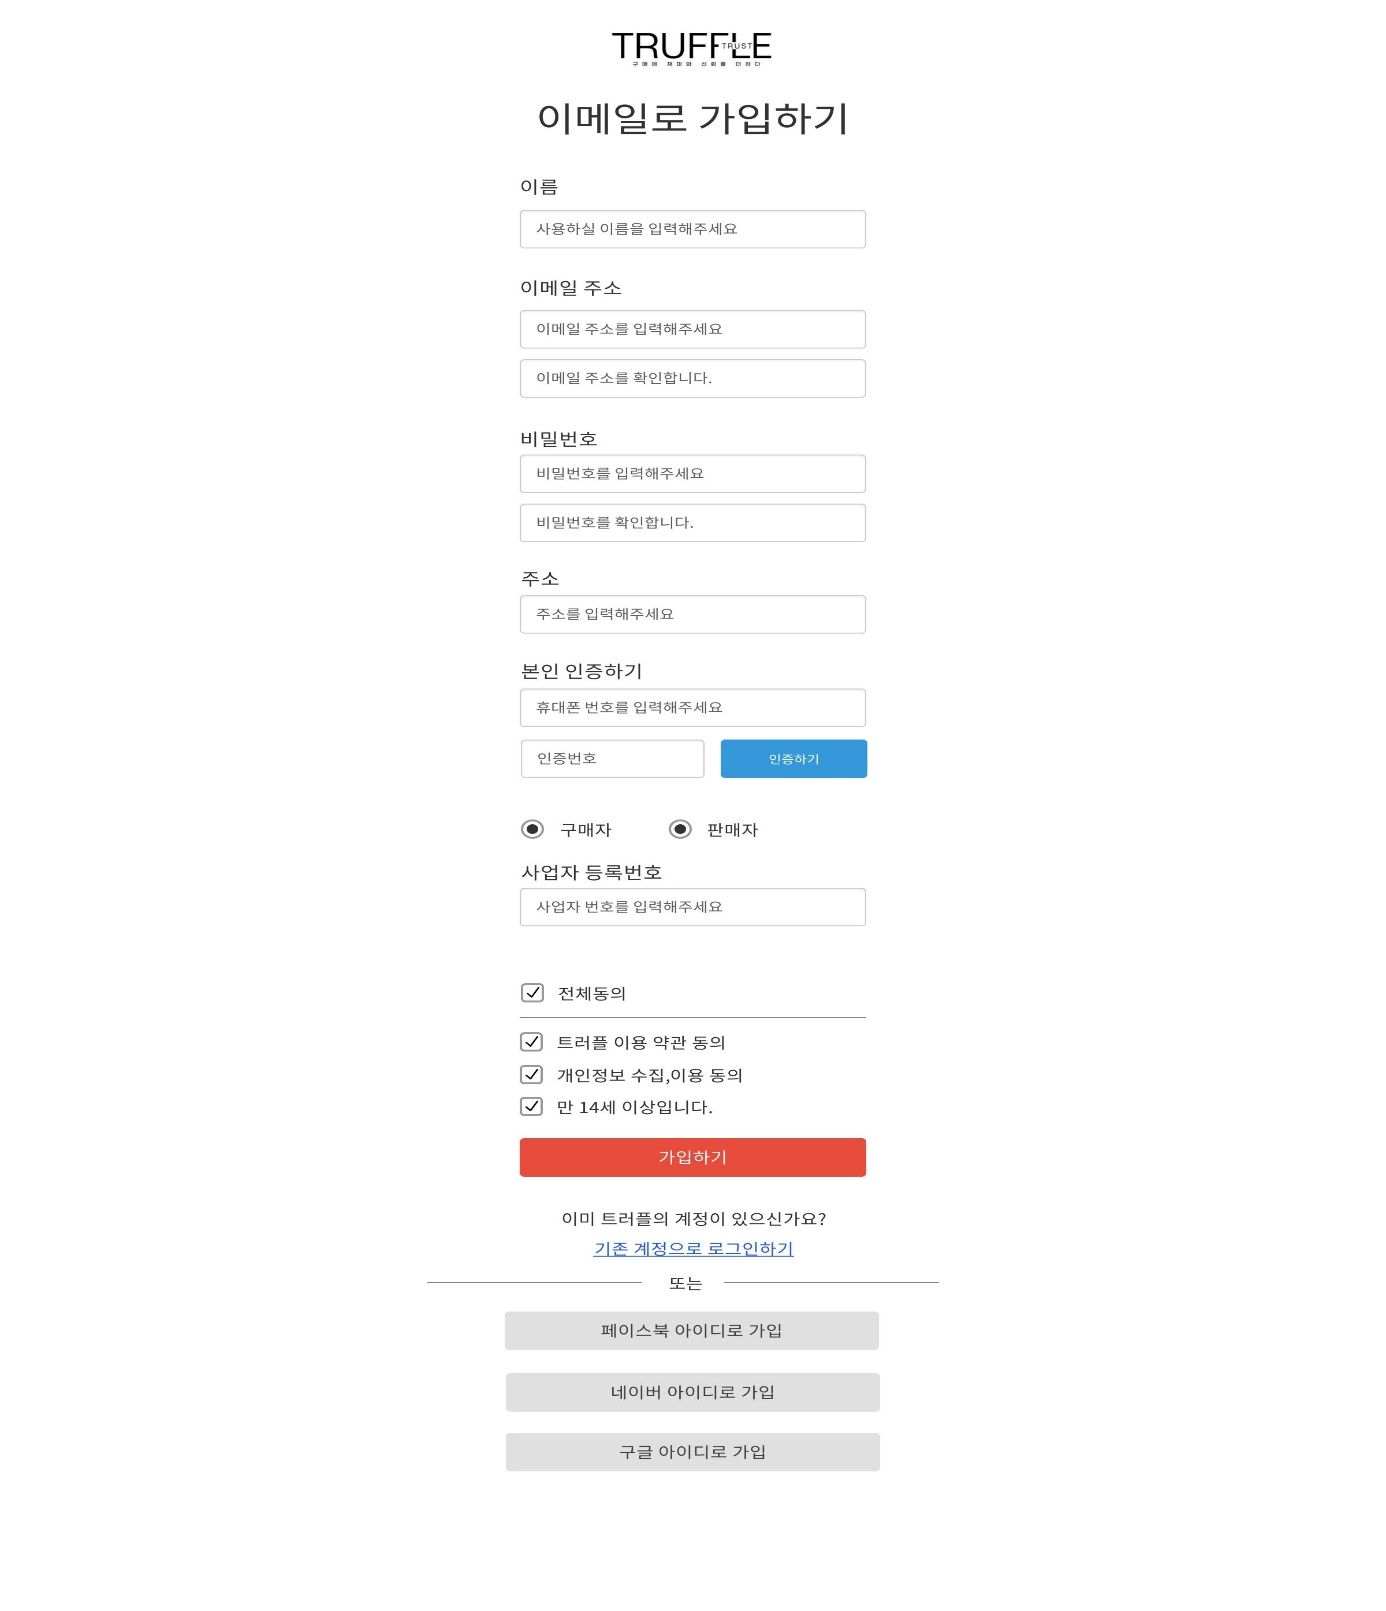 TRUFFLE
TRUST
구매에 재미와 신뢰를 더하다
이메일로 가입하기
이름
사용하실 이름을 입력해주세요
이메일 주소
이메일 주소를 입력해주세요
이메일 주소를 확인합니다.
비밀번호
비밀번호를 입력해주세요
비밀번호를 확인합니다.
주소
주소를 입력해주세요
본인 인증하기
휴대폰 번호를 입력해주세요
인증번호 인증하기
구매자 판매자
사업자 등록번호
사업자 번호를 입력해주세요
전체동의
트러플 이용 약관 동의
개인정보 수집,이용 동의
만 14세 이상입니다.
가입하기
이미 트러플의 계정이 있으신가요?
기존 계정으로 로그인하기
또는
페이스북 아이디로 가입
네이버 아이디로 가입
구글 아이디로 가입